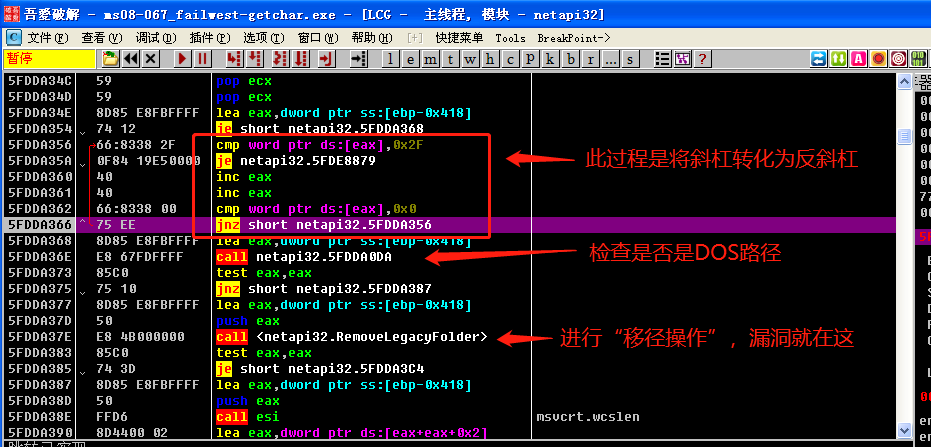 吾愛破解 - ms08-067_failwest-getchar.exe - [LCG - 主线程, 模块 - netapi32]
C 文件(F) 查看(V) 调试(D) 插件(P) 选项(T) 窗口(W) 帮助(H) [+] 快捷菜单 Tools BreakPoint->
暂停 l e m t w h c p k b r ... s ?
5FDDA34C 59 pop ecx
5FDDA34D 59 pop ecx
5FDDA34E 8D85 E8FBFFFF lea eax,dword ptr ss:[ebp-0x418]
5FDDA354 74 12 je short netapi32.5FDDA368
5FDDA356 66:8338 2F cmp word ptr ds:[eax],0x2F
5FDDA35A 0F84 19E50000 je netapi32.5FDE8879
此过程是将斜杠转化为反斜杠
5FDDA360 40 inc eax
5FDDA361 40 inc eax
5FDDA362 66:8338 00 cmp word ptr ds:[eax],0x0
5FDDA366 75 EE jnz short netapi32.5FDDA356
5FDDA368 8D85 E8FBFFFF lea eax,dword ptr ss:[ebp-0x418]
5FDDA36E E8 67FDFFFF call netapi32.5FDDA0DA
检查是否是DOS路径
5FDDA373 85C0 test eax,eax
5FDDA375 75 10 jnz short netapi32.5FDDA387
5FDDA377 8D85 E8FBFFFF lea eax,dword ptr ss:[ebp-0x418]
5FDDA37D 50 push eax
5FDDA37E E8 4B000000 call <netapi32.RemoveLegacyFolder>
进行“移径操作”，漏洞就在这
5FDDA383 85C0 test eax,eax
5FDDA385 74 3D je short netapi32.5FDDA3C4
5FDDA387 8D85 E8FBFFFF lea eax,dword ptr ss:[ebp-0x418]
5FDDA38D 50 push eax
5FDDA38E FFD6 call esi msvcrt.wcslen
5FDDA390 8D4400 02 lea eax,dword ptr ds:[eax+eax+0x2]